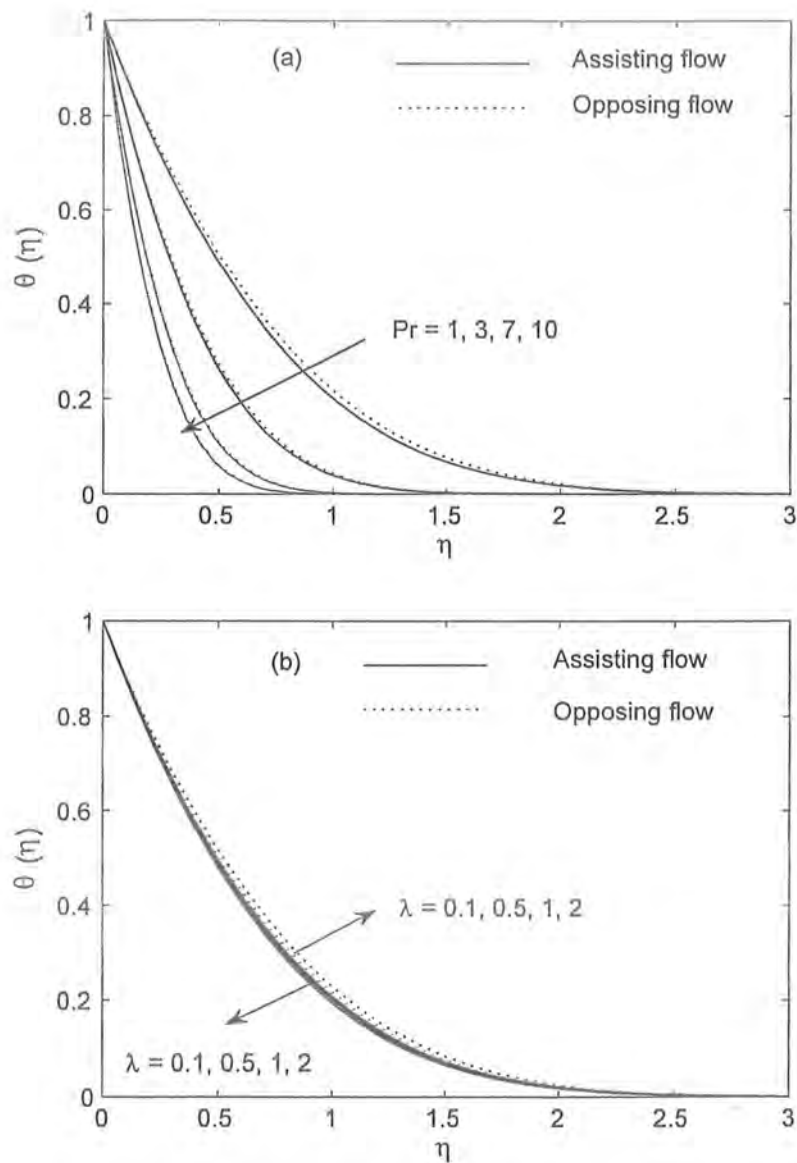 (a)
Assisting flow
Opposing flow
θ (η)
1
0.8
0.6
0.4
0.2
0
Pr = 1, 3, 7, 10
0 0.5 1 1.5 2 2.5 3
η
(b)
Assisting flow
Opposing flow
θ (η)
1
0.8
0.6
0.4
0.2
0
λ = 0.1, 0.5, 1, 2
λ = 0.1, 0.5, 1, 2
0 0.5 1 1.5 2 2.5 3
η